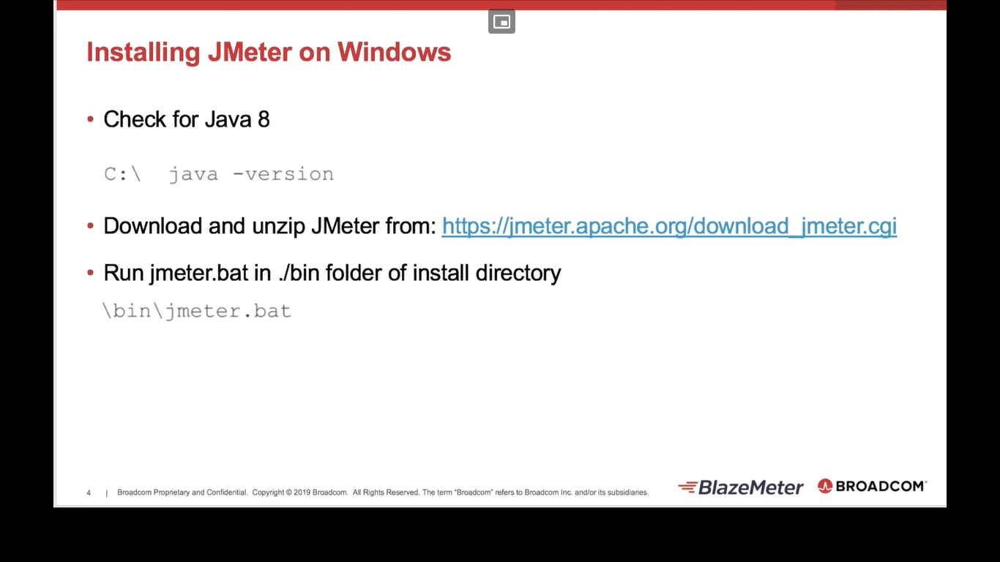 Installing JMeter on Windows
• Check for Java 8
C:\  java -version
• Download and unzip JMeter from: https://jmeter.apache.org/download_jmeter.cgi
• Run jmeter.bat in ./bin folder of install directory
\bin\jmeter.bat
4 | Broadcom Proprietary and Confidential. Copyright © 2019 Broadcom. All Rights Reserved. The term “Broadcom” refers to Broadcom Inc. and/or its subsidiaries.
BlazeMeter
BROADCOM